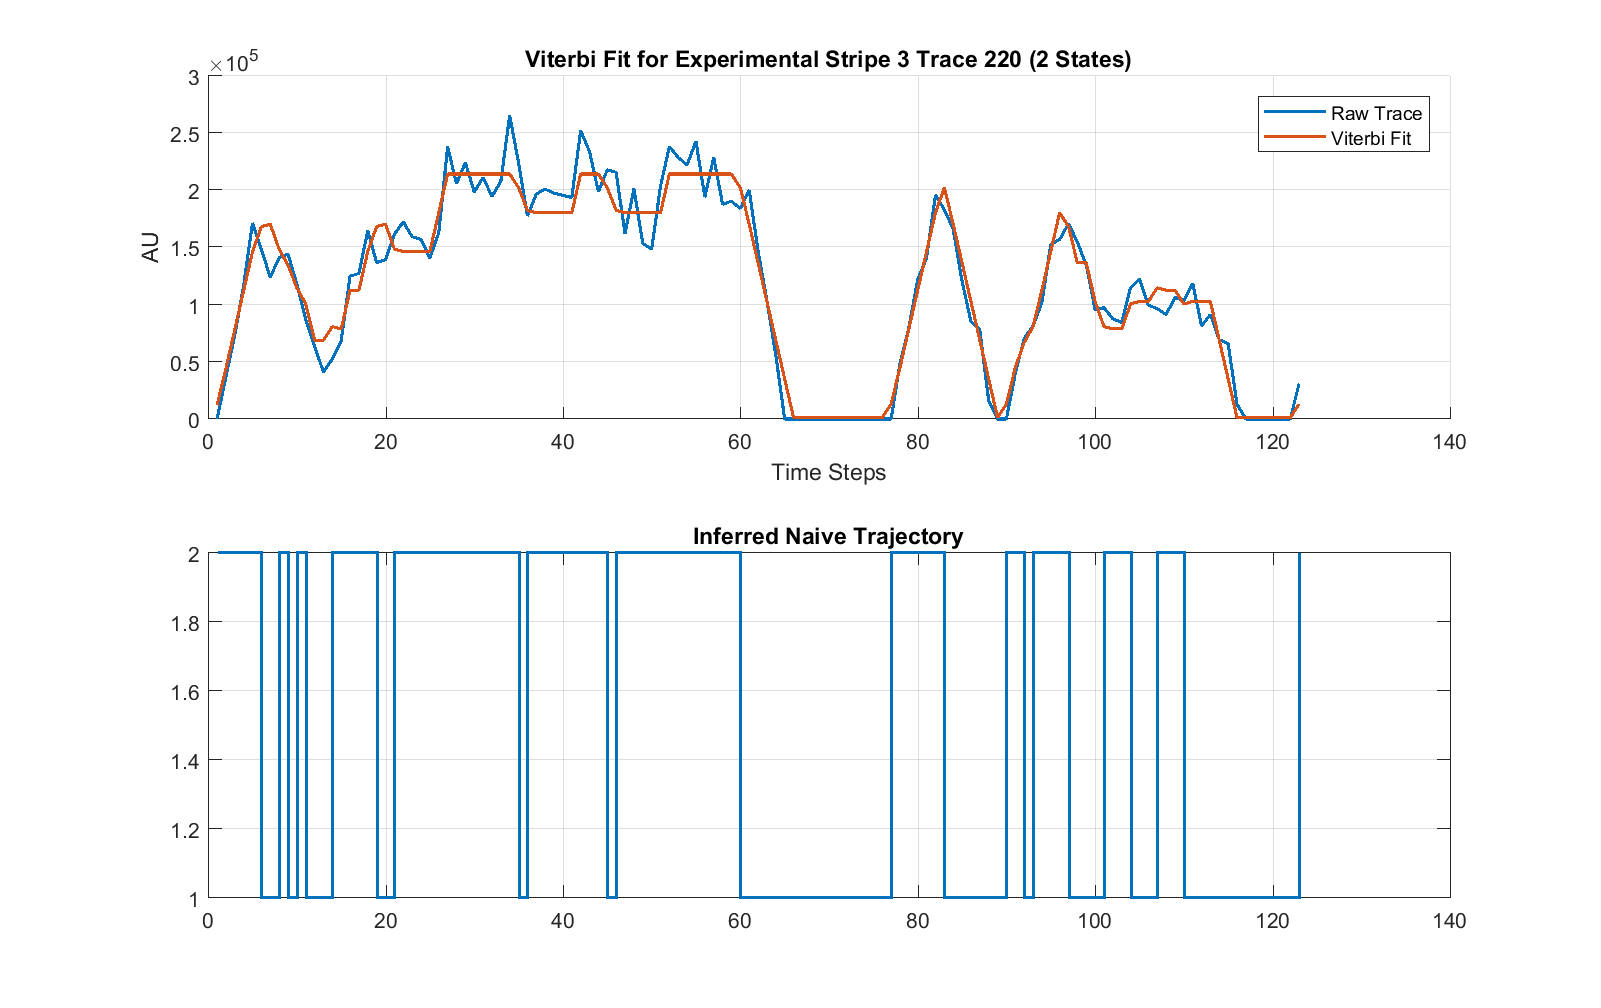 Viterbi Fit for Experimental Stripe 3 Trace 220 (2 States)
×10⁵
3
2.5
2
1.5
1
0.5
0
AU
Raw Trace
Viterbi Fit
0 20 40 60 80 100 120 140
Time Steps
Inferred Naive Trajectory
2
1.8
1.6
1.4
1.2
1
0 20 40 60 80 100 120 140